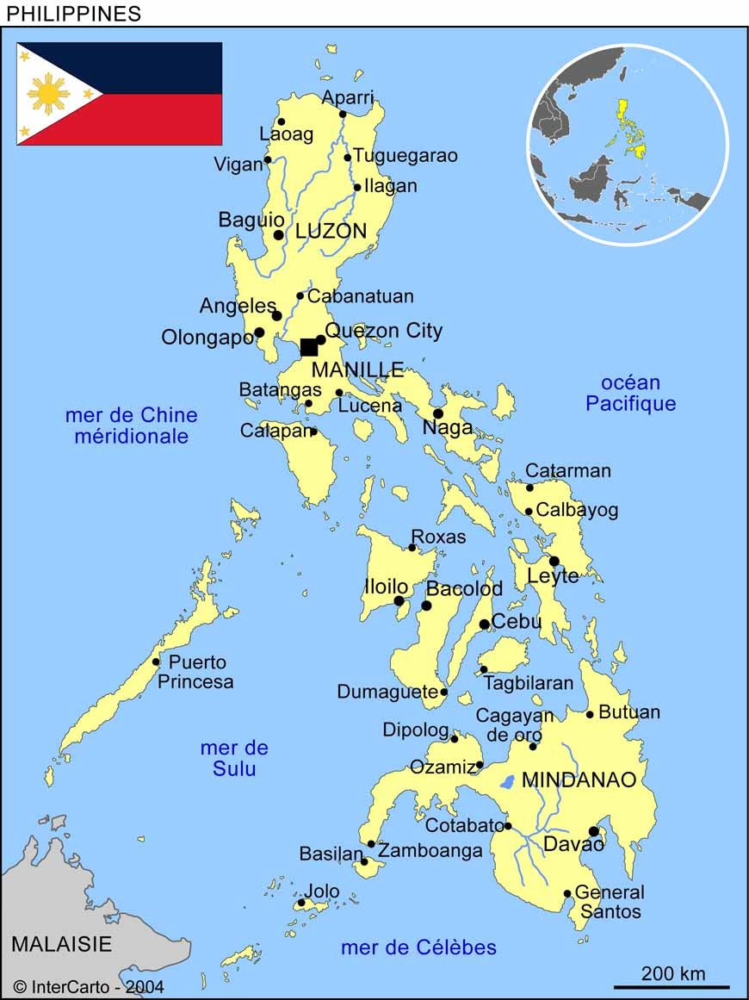 PHILIPPINES
Aparri
Laoag
Tuguegarao
Vigan
Ilagan
Baguio
LUZON
Cabanatuan
Angeles
Quezon City
Olongapo
MANILLE
océan
Pacifique
Batangas
Lucena
mer de Chine
méridionale
Naga
Calapan
Catarman
Calbayog
Roxas
Leyte
Iloilo
Bacolod
Cebu
Puerto
Princesa
Tagbilaran
Dumaguete
Butuan
Cagayan
de oro
Dipolog
mer de
Sulu
Ozamiz
MINDANAO
Cotabato
Davao
Zamboanga
Basilan
Jolo
General
Santos
MALAISIE
mer de Célèbes
200 km
© InterCarto - 2004